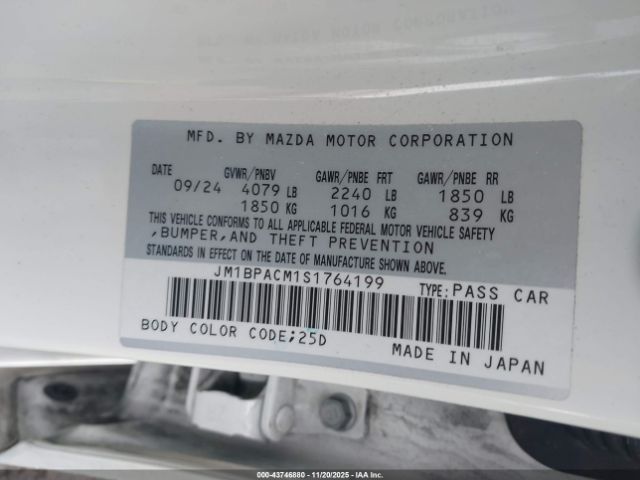 MFD. BY MAZDA MOTOR CORPORATION
DATE GVWR/PNBV GAWR/PNBE FRT GAWR/PNBE RR
09/24 4079 LB 2240 LB 1850 LB
1850 KG 1016 KG 839 KG
THIS VEHICLE CONFORMS TO ALL APPLICABLE FEDERAL MOTOR VEHICLE SAFETY
,BUMPER,AND THEFT PREVENTION
STANDARDS IN EFFECT ON THE DATE OF MANUFACTURE SHOWN ABOVE.
JM1BPACM1S1764199 TYPE:PASS CAR
BODY COLOR CODE;25D MADE IN JAPAN
© IAA 000-43746880 - 11/20/2025 - © IAA